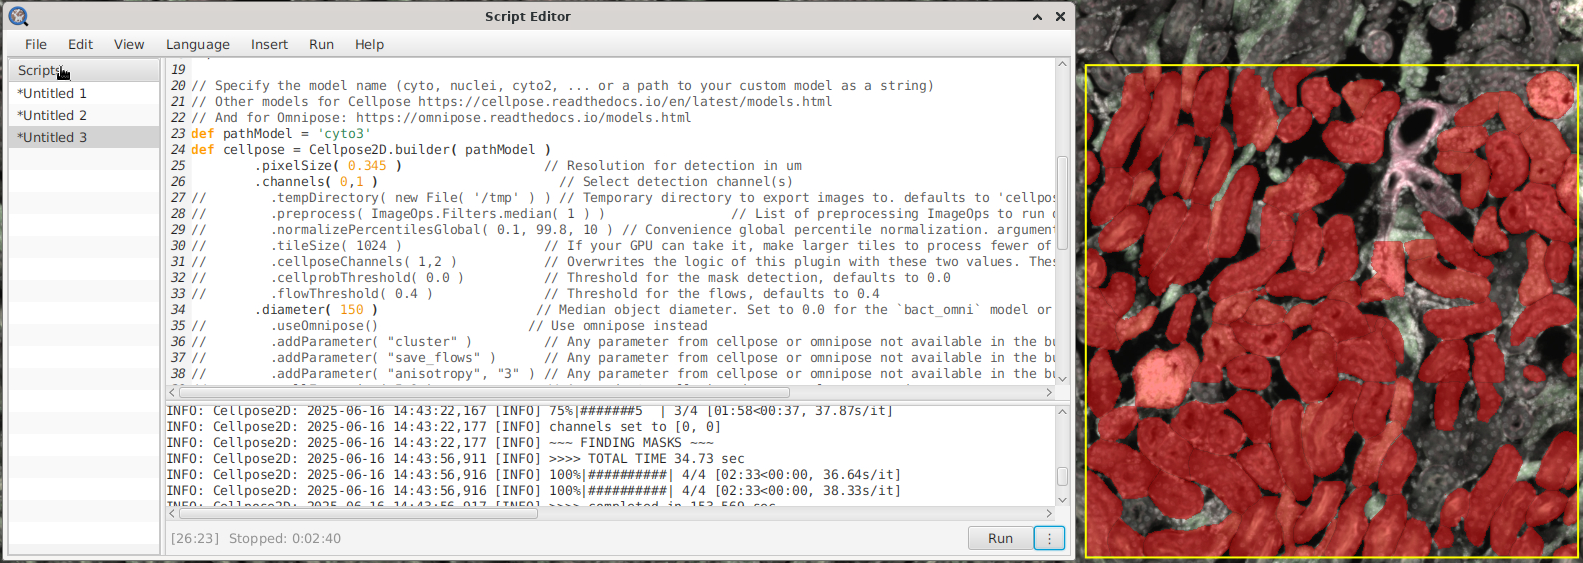 Script Editor
File Edit View Language Insert Run Help
Scripts
*Untitled 1
*Untitled 2
*Untitled 3
19
20 // Specify the model name (cyto, nuclei, cyto2, ... or a path to your custom model as a string)
21 // Other models for Cellpose https://cellpose.readthedocs.io/en/latest/models.html
22 // And for Omnipose: https://omnipose.readthedocs.io/models.html
23 def pathModel = 'cyto3'
24 def cellpose = Cellpose2D.builder( pathModel )
25 .pixelSize( 0.345 ) // Resolution for detection in um
26 .channels( 0,1 ) // Select detection channel(s)
27 // .tempDirectory( new File( '/tmp' ) ) // Temporary directory to export images to. defaults to 'cellpos
28 // .preprocess( ImageOps.Filters.median( 1 ) ) // List of preprocessing ImageOps to run
29 // .normalizePercentilesGlobal( 0.1, 99.8, 10 ) // Convenience global percentile normalization. argument
30 // .tileSize( 1024 ) // If your GPU can take it, make larger tiles to process fewer of
31 // .cellposeChannels( 1,2 ) // Overwrites the logic of this plugin with these two values. Thes
32 // .cellprobThreshold( 0.0 ) // Threshold for the mask detection, defaults to 0.0
33 // .flowThreshold( 0.4 ) // Threshold for the flows, defaults to 0.4
34 .diameter( 150 ) // Median object diameter. Set to 0.0 for the `bact_omni` model or
35 // .useOmnipose() // Use omnipose instead
36 // .addParameter( "cluster" ) // Any parameter from cellpose or omnipose not available in the bu
37 // .addParameter( "save_flows" ) // Any parameter from cellpose or omnipose not available in the bu
38 // .addParameter( "anisotropy", "3" ) // Any parameter from cellpose or omnipose not available in the bu
INFO: Cellpose2D: 2025-06-16 14:43:22,167 [INFO] 75%|#######5 | 3/4 [01:58<00:37, 37.87s/it]
INFO: Cellpose2D: 2025-06-16 14:43:22,177 [INFO] channels set to [0, 0]
INFO: Cellpose2D: 2025-06-16 14:43:22,177 [INFO] ~~~ FINDING MASKS ~~~
INFO: Cellpose2D: 2025-06-16 14:43:56,911 [INFO] >>>> TOTAL TIME 34.73 sec
INFO: Cellpose2D: 2025-06-16 14:43:56,916 [INFO] 100%|##########| 4/4 [02:33<00:00, 36.64s/it]
INFO: Cellpose2D: 2025-06-16 14:43:56,916 [INFO] 100%|##########| 4/4 [02:33<00:00, 38.33s/it]
INFO: Cellpose2D: 2025-06-16 14:43:56,917 [INFO] >>>> completed in 153.569 sec
[26:23] Stopped: 0:02:40
Run